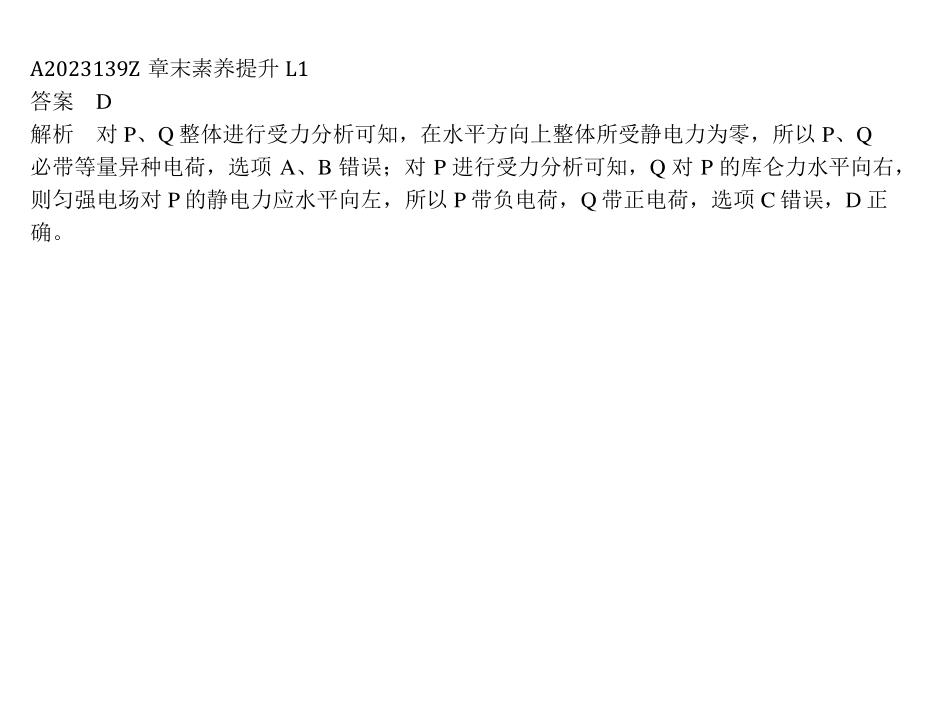 A2023139Z 章末素养提升 L1
答案　D
解析　对 P、Q 整体进行受力分析可知，在水平方向上整体所受静电力为零，所以 P、Q
必带等量异种电荷，选项 A、B 错误；对 P 进行受力分析可知，Q 对 P 的库仑力水平向右，
则匀强电场对 P 的静电力应水平向左，所以 P 带负电荷，Q 带正电荷，选项 C 错误，D 正
确。